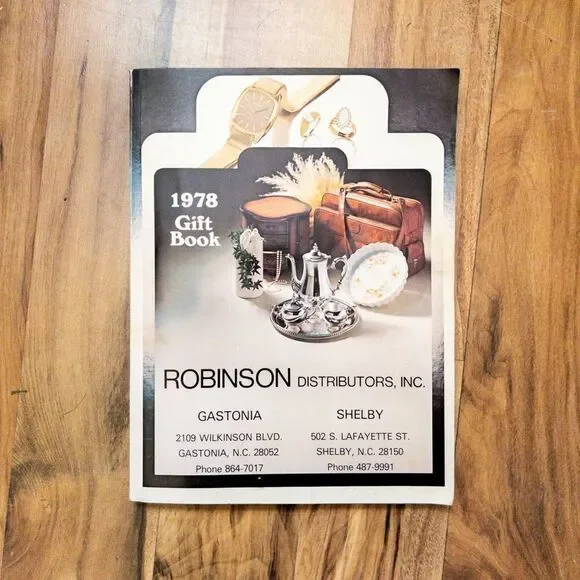 1978
Gift
Book
ROBINSON DISTRIBUTORS, INC.
GASTONIA
2109 WILKINSON BLVD.
GASTONIA, N.C. 28052
Phone 864-7017
SHELBY
502 S. LAFAYETTE ST.
SHELBY, N.C. 28150
Phone 487-9991